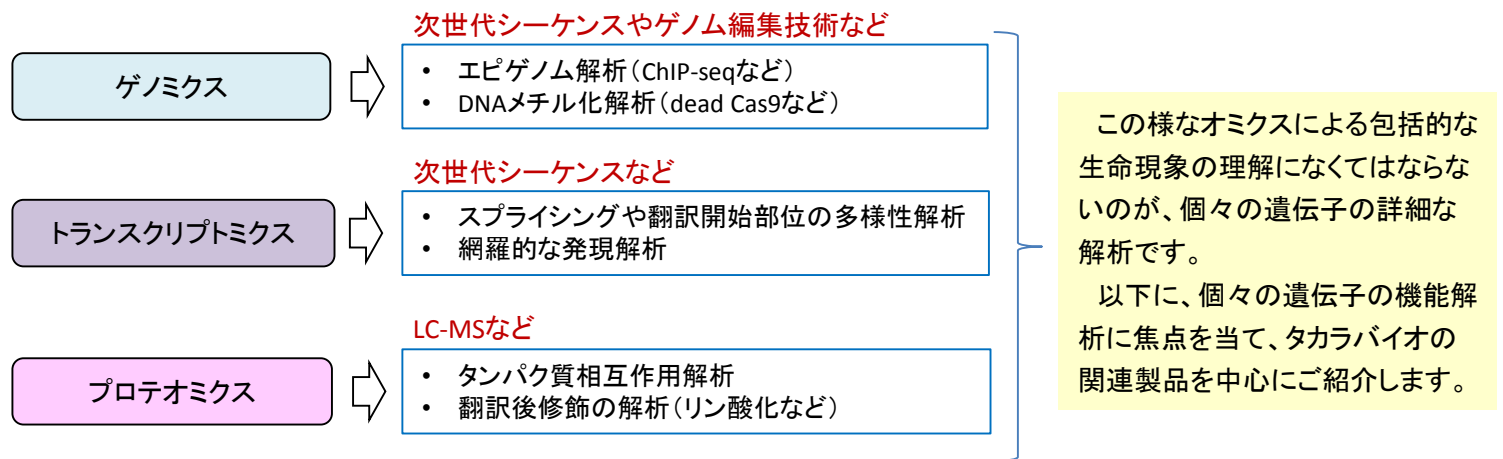 次世代シーケンスやゲノム編集技術など
ゲノミクス
• エピゲノム解析(ChIP-seqなど)
• DNAメチル化解析(dead Cas9など)
次世代シーケンスなど
トランスクリプトミクス
• スプライシングや翻訳開始部位の多様性解析
• 網羅的な発現解析
LC-MSなど
プロテオミクス
• タンパク質相互作用解析
• 翻訳後修飾の解析(リン酸化など)
この様なオミクスによる包括的な
生命現象の理解になくてはならな
いのが、個々の遺伝子の詳細な
解析です。
以下に、個々の遺伝子の機能解
析に焦点を当て、タカラバイオの
関連製品を中心にご紹介します。